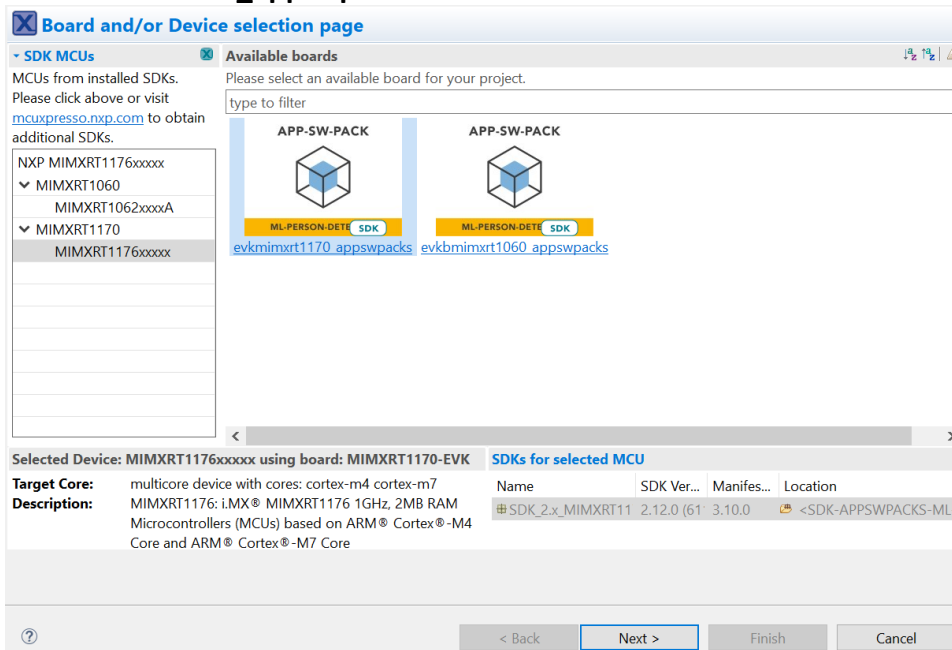 Board and/or Device selection page
SDK MCUs
MCUs from installed SDKs.
Please click above or visit
mcuxpresso.nxp.com to obtain
additional SDKs.
NXP MIMXRT1176xxxxx
MIMXRT1060
MIMXRT1062xxxxA
MIMXRT1170
MIMXRT1176xxxxx
Available boards
Please select an available board for your project.
type to filter
APP-SW-PACK
ML-PERSON-DETE SDK
evkmimxrt1170_appswpacks
APP-SW-PACK
ML-PERSON-DETE SDK
evkbmimxrt1060_appswpacks
Selected Device: MIMXRT1176xxxxx using board: MIMXRT1170-EVK
Target Core: multicore device with cores: cortex-m4 cortex-m7
Description: MIMXRT1176: i.MX® MIMXRT1176 1GHz, 2MB RAM
Microcontrollers (MCUs) based on ARM® Cortex®-M4
Core and ARM® Cortex®-M7 Core
SDKs for selected MCU
Name SDK Ver... Manifes... Location
SDK_2.x_MIMXRT11 2.12.0 (61 3.10.0 <SDK-APPSWPACKS-ML
< Back Next > Finish Cancel